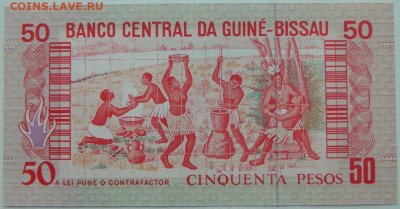 COINS.LAVE.RU
50 BANCO CENTRAL DA GUINÉ-BISSAU 50
50 A LEI PUNE O CONTRAFACTOR CINQUENTA PESOS 50